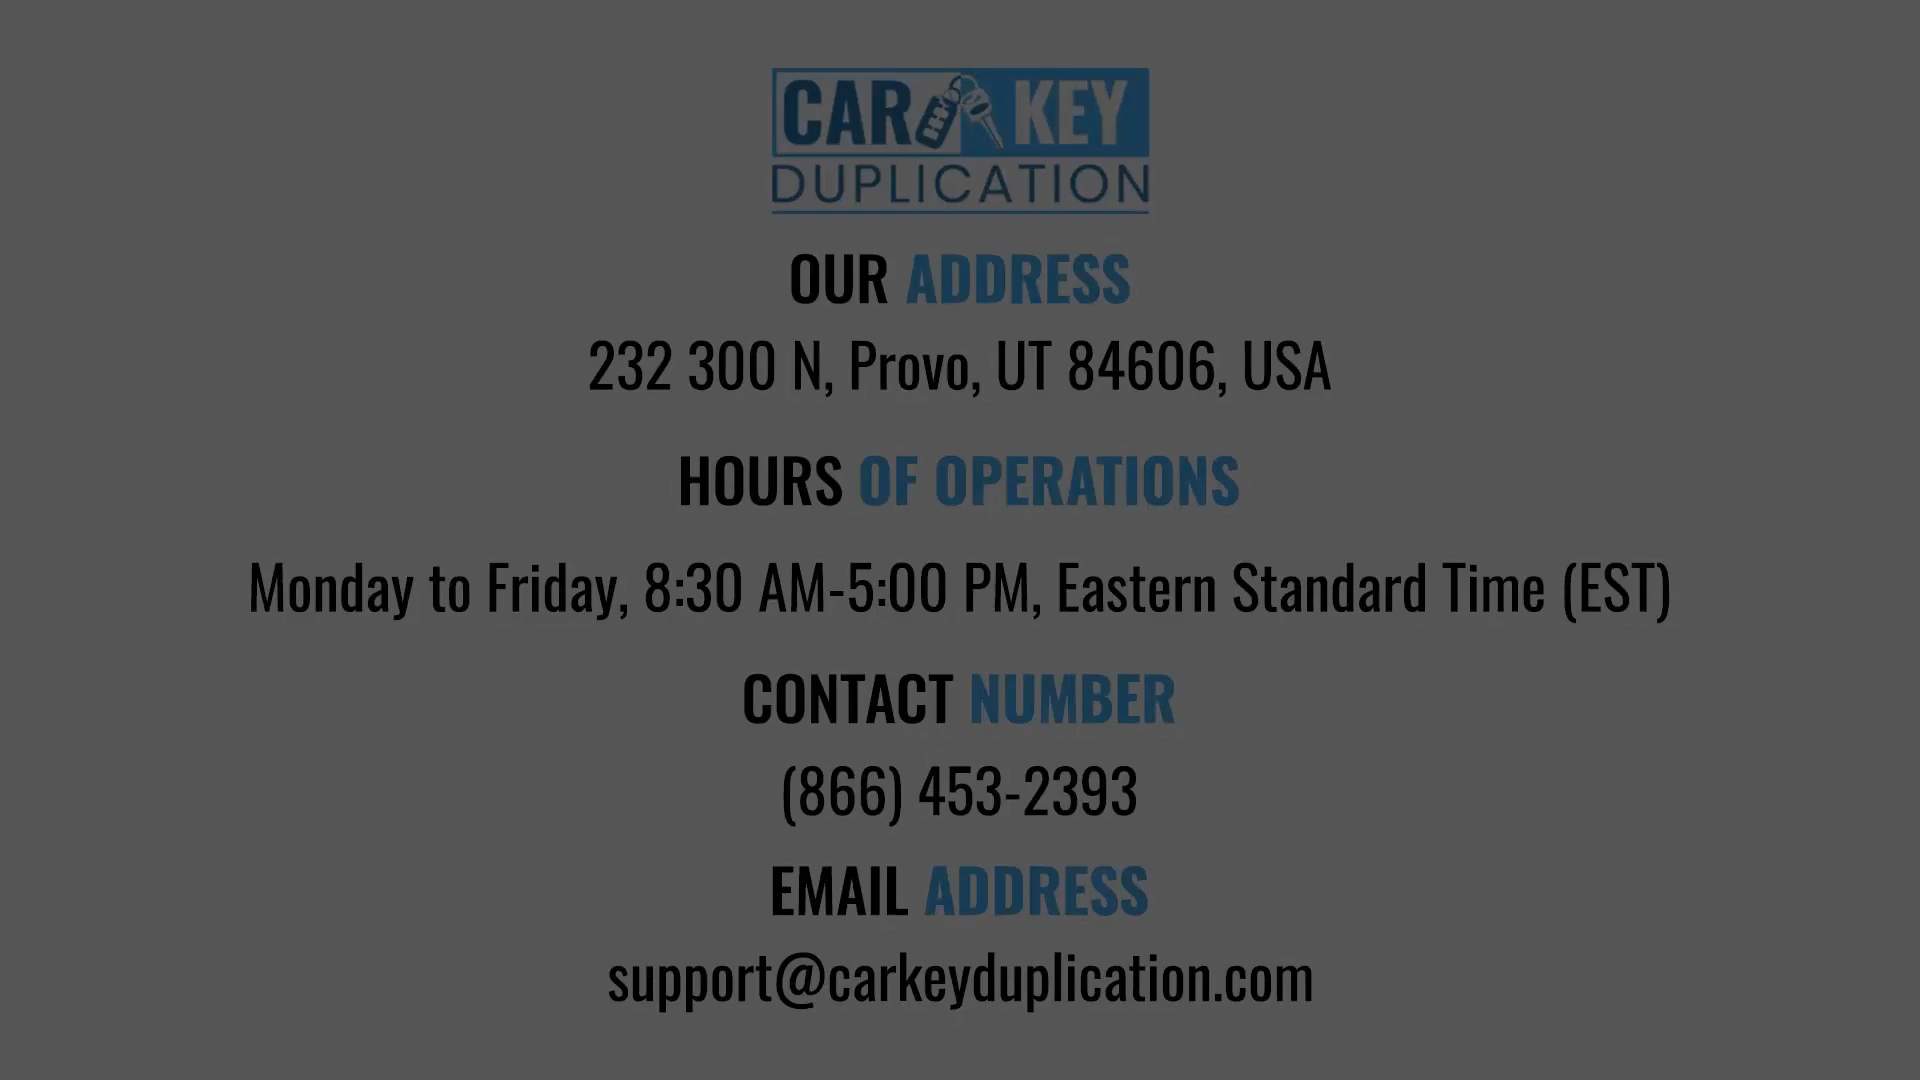 CAR KEY
DUPLICATION
OUR ADDRESS
232 300 N, Provo, UT 84606, USA
HOURS OF OPERATIONS
Monday to Friday, 8:30 AM-5:00 PM, Eastern Standard Time (EST)
CONTACT NUMBER
(866) 453-2393
EMAIL ADDRESS
support@carkeyduplication.com